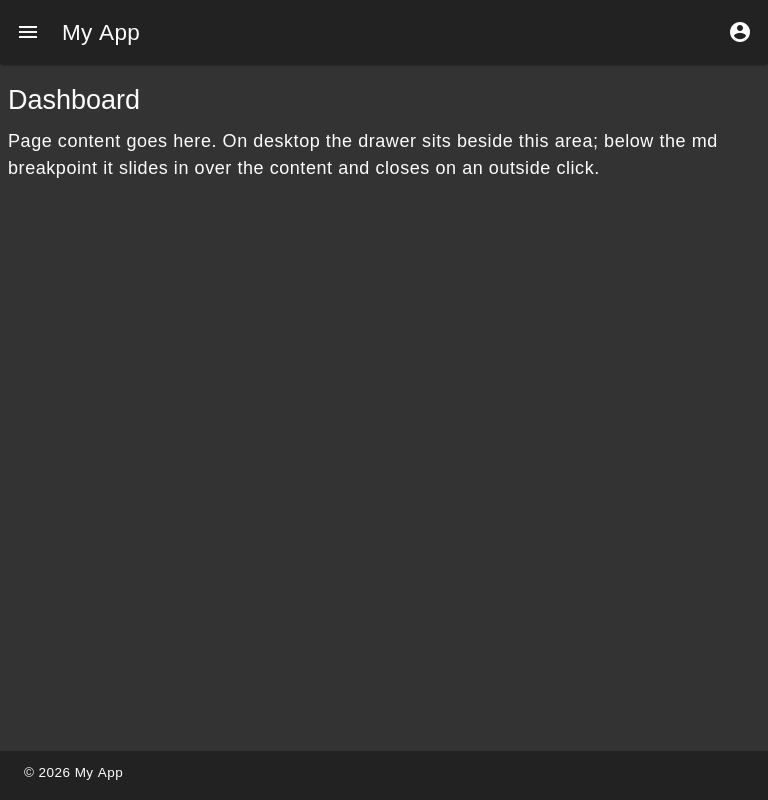 My App
Dashboard
Page content goes here. On desktop the drawer sits beside this area; below the md
breakpoint it slides in over the content and closes on an outside click.
© 2026 My App